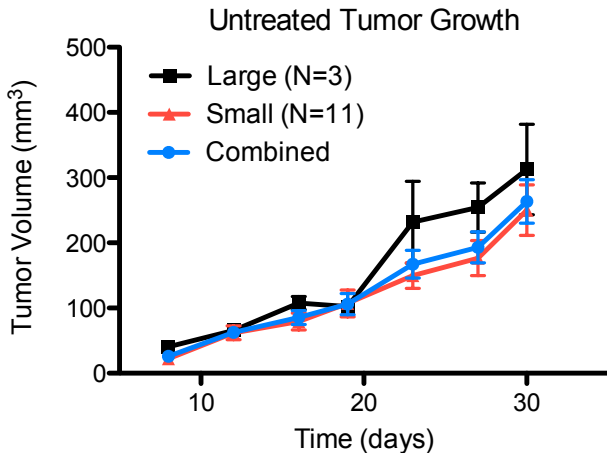 Untreated Tumor Growth
500
400
300
200
100
0
Tumor Volume (mm³)
Large (N=3)
Small (N=11)
Combined
10
20
30
Time (days)